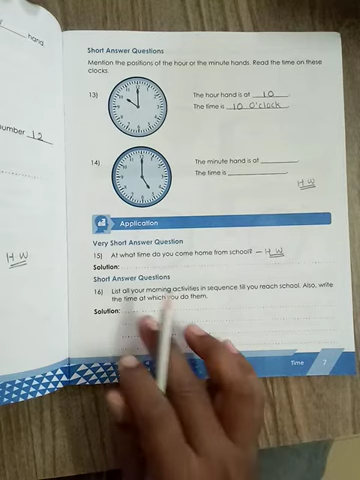 hand.
number 12
H.W
Short Answer Questions
Mention the positions of the hour or the minute hands. Read the time on these
clocks.
13)
The hour hand is at 10
The time is 10 O'clock
14)
The minute hand is at
The time is
H.W
Application
Very Short Answer Question
15) At what time do you come home from school? – H.W
Solution:
Short Answer Questions
16) List all your morning activities in sequence till you reach school. Also, write
the time at which you do them.
Solution:
Time 7